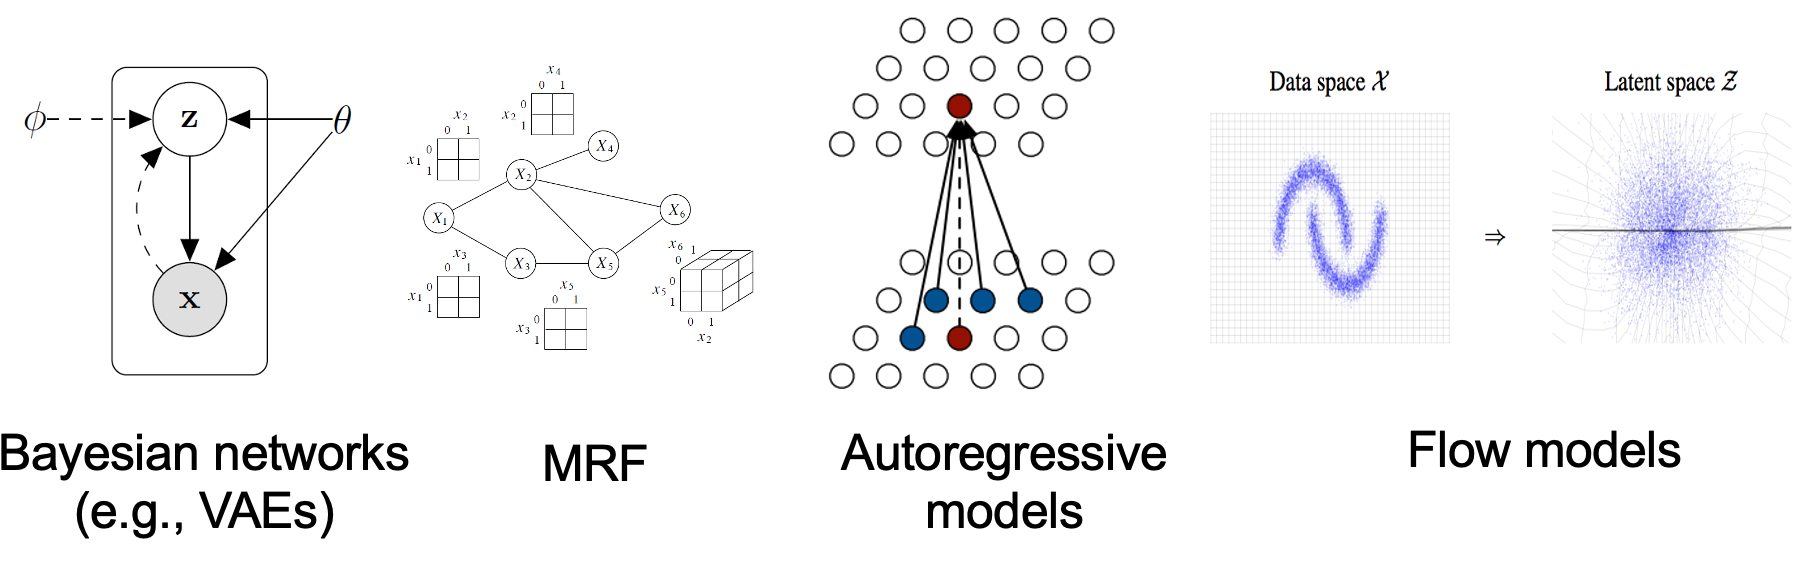 ϕ
z
θ
x
x4
0 1
x2
0
1
x2
0 1
x1
0
1
X4
X2
X6
X1
X3
X5
x3
0 1
x1
0
1
x5
0 1
x3
0
1
x6
1
0
x5
0
1
0 1
x2
Data space 𝒳
Latent space 𝒵
⇒
Bayesian networks
(e.g., VAEs)
MRF
Autoregressive
models
Flow models